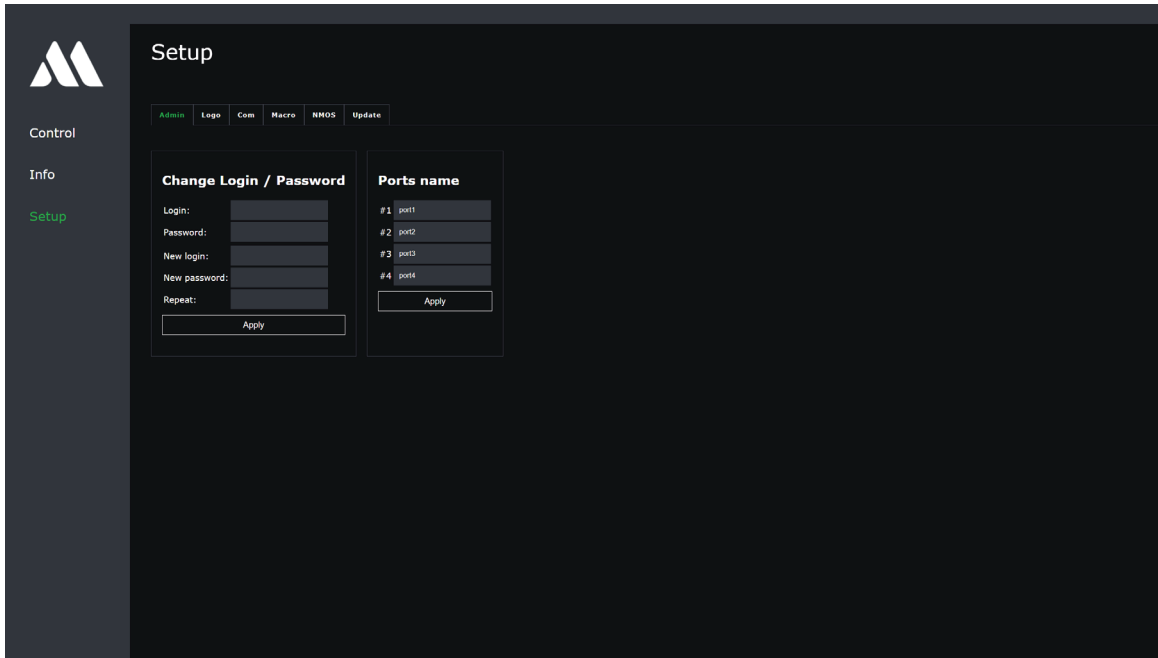 Setup
Control
Info
Setup
Admin Logo Com Macro NMOS Update
Change Login / Password
Login:
Password:
New login:
New password:
Repeat:
Apply
Ports name
#1 port1
#2 port2
#3 port3
#4 port4
Apply